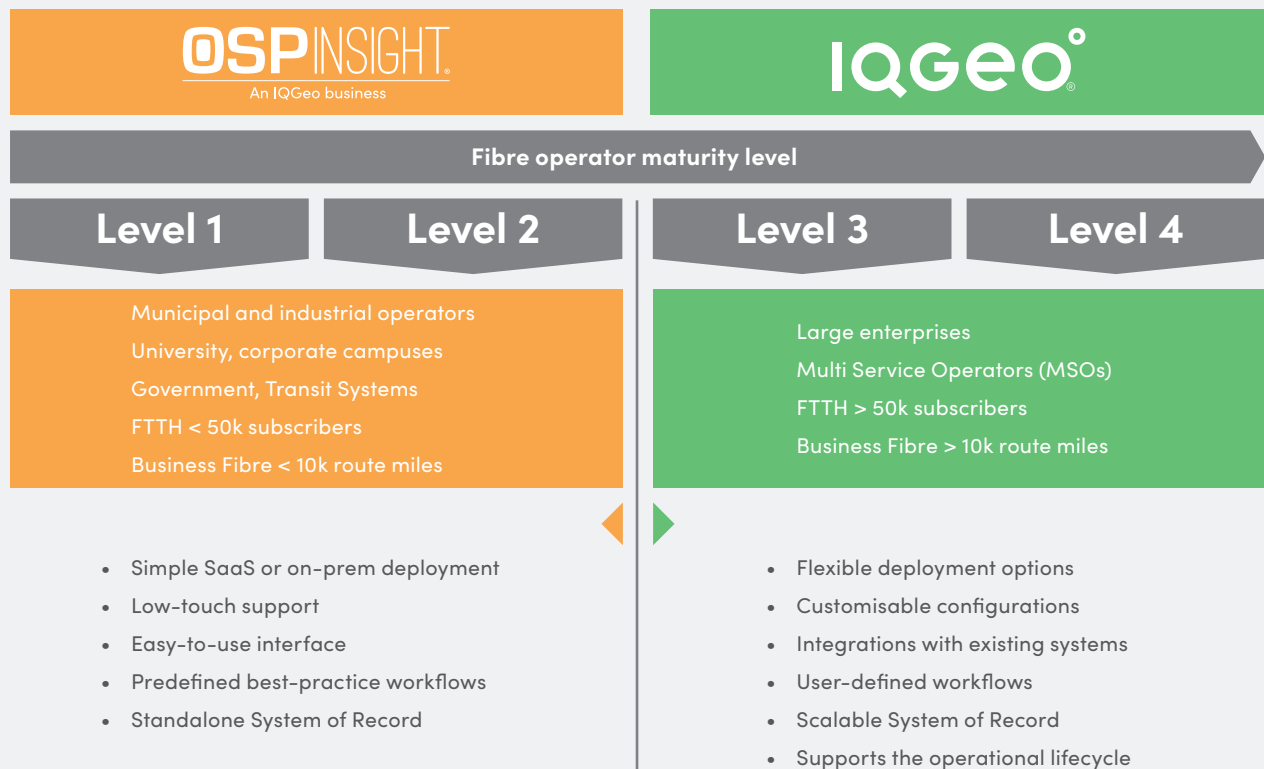 OSPINSIGHT®
An IQGeo business
IQGeo®
Fibre operator maturity level
Level 1
Level 2
Level 3
Level 4
Municipal and industrial operators
University, corporate campuses
Government, Transit Systems
FTTH < 50k subscribers
Business Fibre < 10k route miles
Large enterprises
Multi Service Operators (MSOs)
FTTH > 50k subscribers
Business Fibre > 10k route miles
• Simple SaaS or on-prem deployment
• Low-touch support
• Easy-to-use interface
• Predefined best-practice workflows
• Standalone System of Record
• Flexible deployment options
• Customisable configurations
• Integrations with existing systems
• User-defined workflows
• Scalable System of Record
• Supports the operational lifecycle